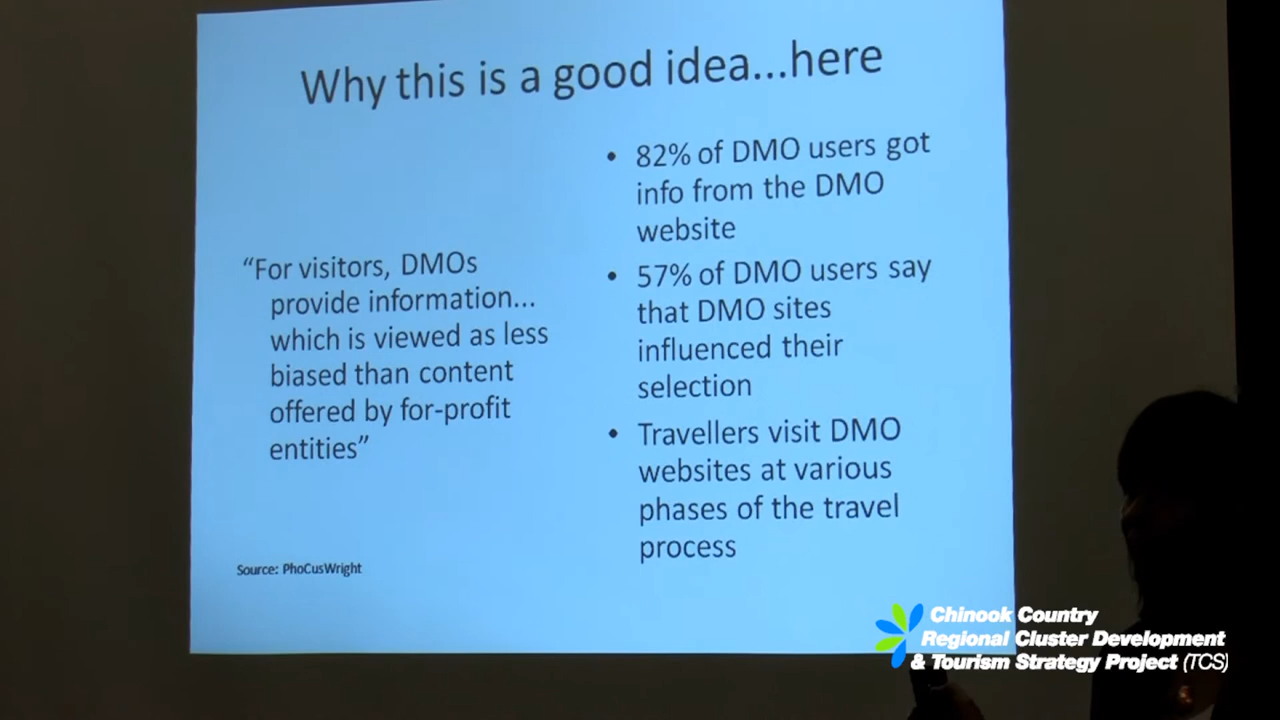 Why this is a good idea...here
“For visitors, DMOs
provide information...
which is viewed as less
biased than content
offered by for-profit
entities”
Source: PhoCusWright
• 82% of DMO users got
info from the DMO
website
• 57% of DMO users say
that DMO sites
influenced their
selection
• Travellers visit DMO
websites at various
phases of the travel
process
Chinook Country
Regional Cluster Development
& Tourism Strategy Project (TCS)